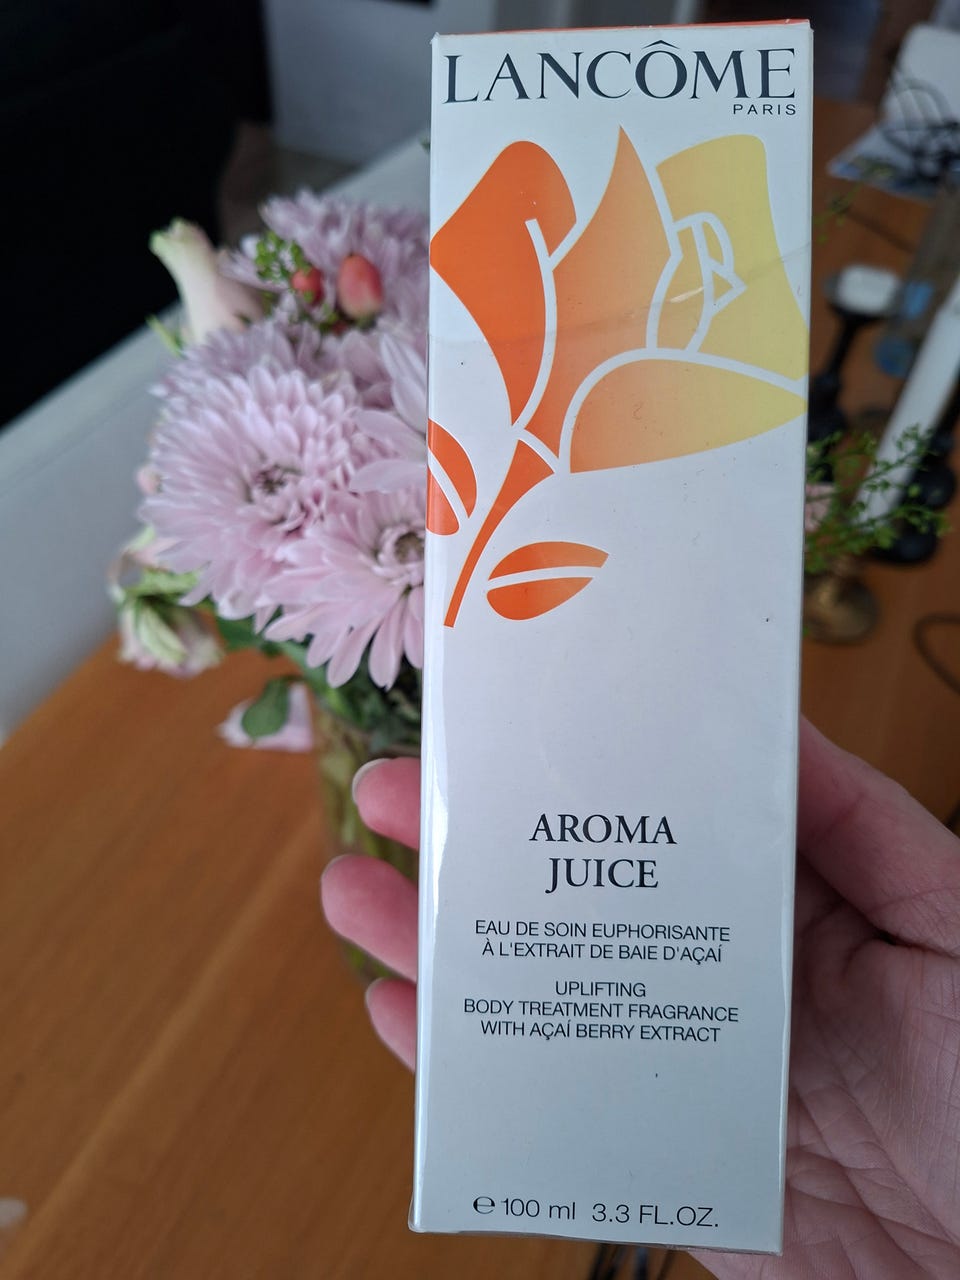 LANCÔME
PARIS
AROMA
JUICE
EAU DE SOIN EUPHORISANTE
À L'EXTRAIT DE BAIE D'AÇAÍ
UPLIFTING
BODY TREATMENT FRAGRANCE
WITH AÇAÍ BERRY EXTRACT
℮ 100 ml 3.3 FL.OZ.